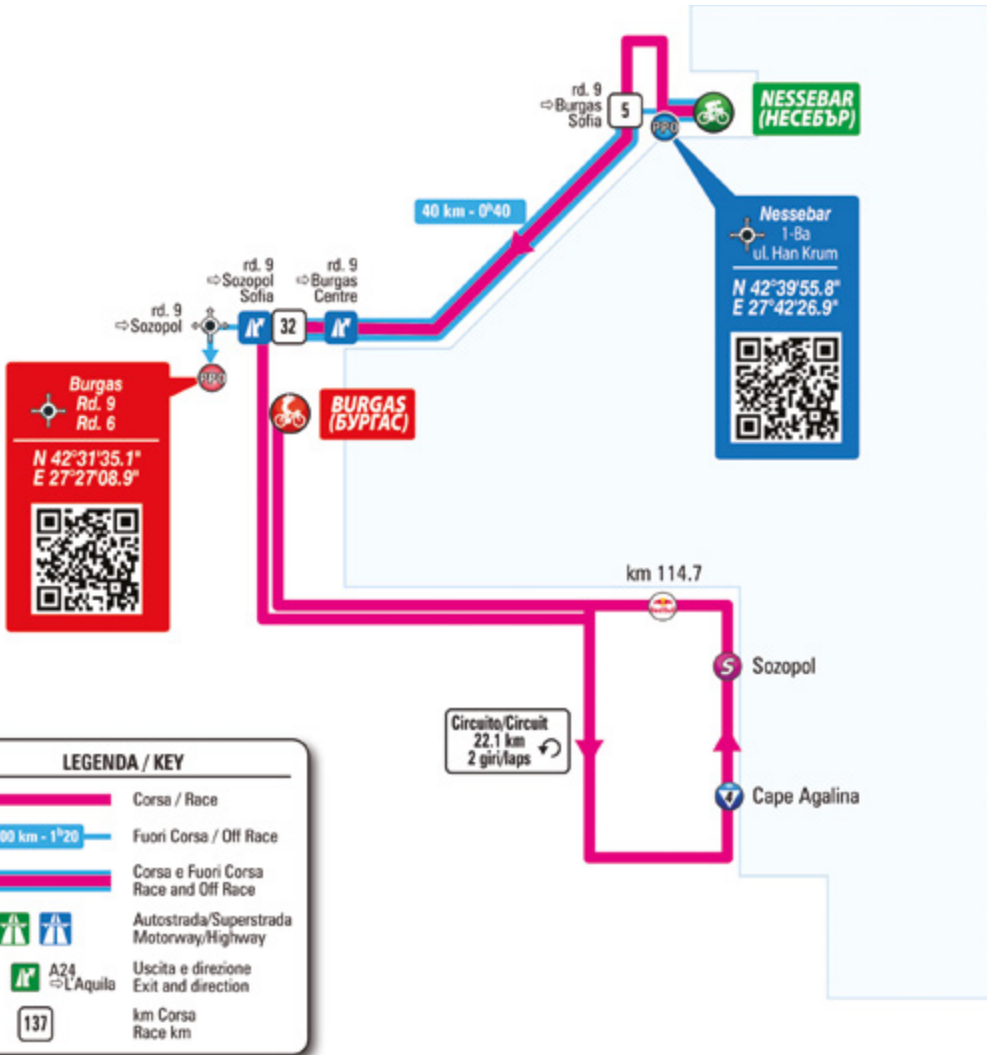 rd. 9
⇨Burgas
Sofia
5
PPO
NESSEBAR
(НЕСЕБЪР)
40 km - 0h40
Nessebar
1-Ba
ul. Han Krum
N 42°39'55.8"
E 27°42'26.9"
rd. 9
⇨Sozopol
Sofia
rd. 9
⇨Burgas
Centre
rd. 9
⇨Sozopol
32
PPO
Burgas
Rd. 9
Rd. 6
N 42°31'35.1"
E 27°27'08.9"
BURGAS
(БУРГАС)
km 114.7
S
Sozopol
Circuito/Circuit
22.1 km
2 giri/laps
4
Cape Agalina
LEGENDA / KEY
Corsa / Race
00 km - 1h20
Fuori Corsa / Off Race
Corsa e Fuori Corsa
Race and Off Race
Autostrada/Superstrada
Motorway/Highway
A24
⇨L'Aquila
Uscita e direzione
Exit and direction
137
km Corsa
Race km